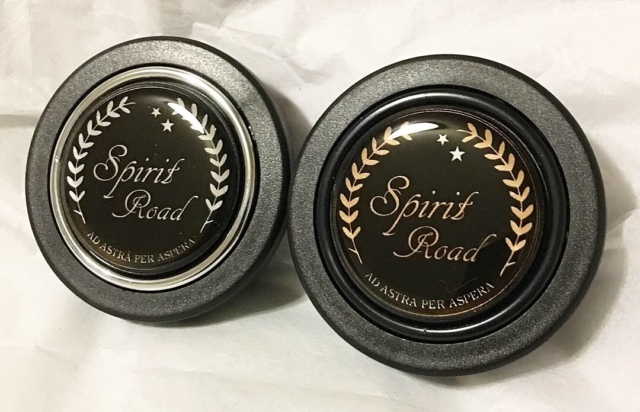 Spirit
Road
AD ASTRA PER ASPERA
Spirit
Road
AD ASTRA PER ASPERA